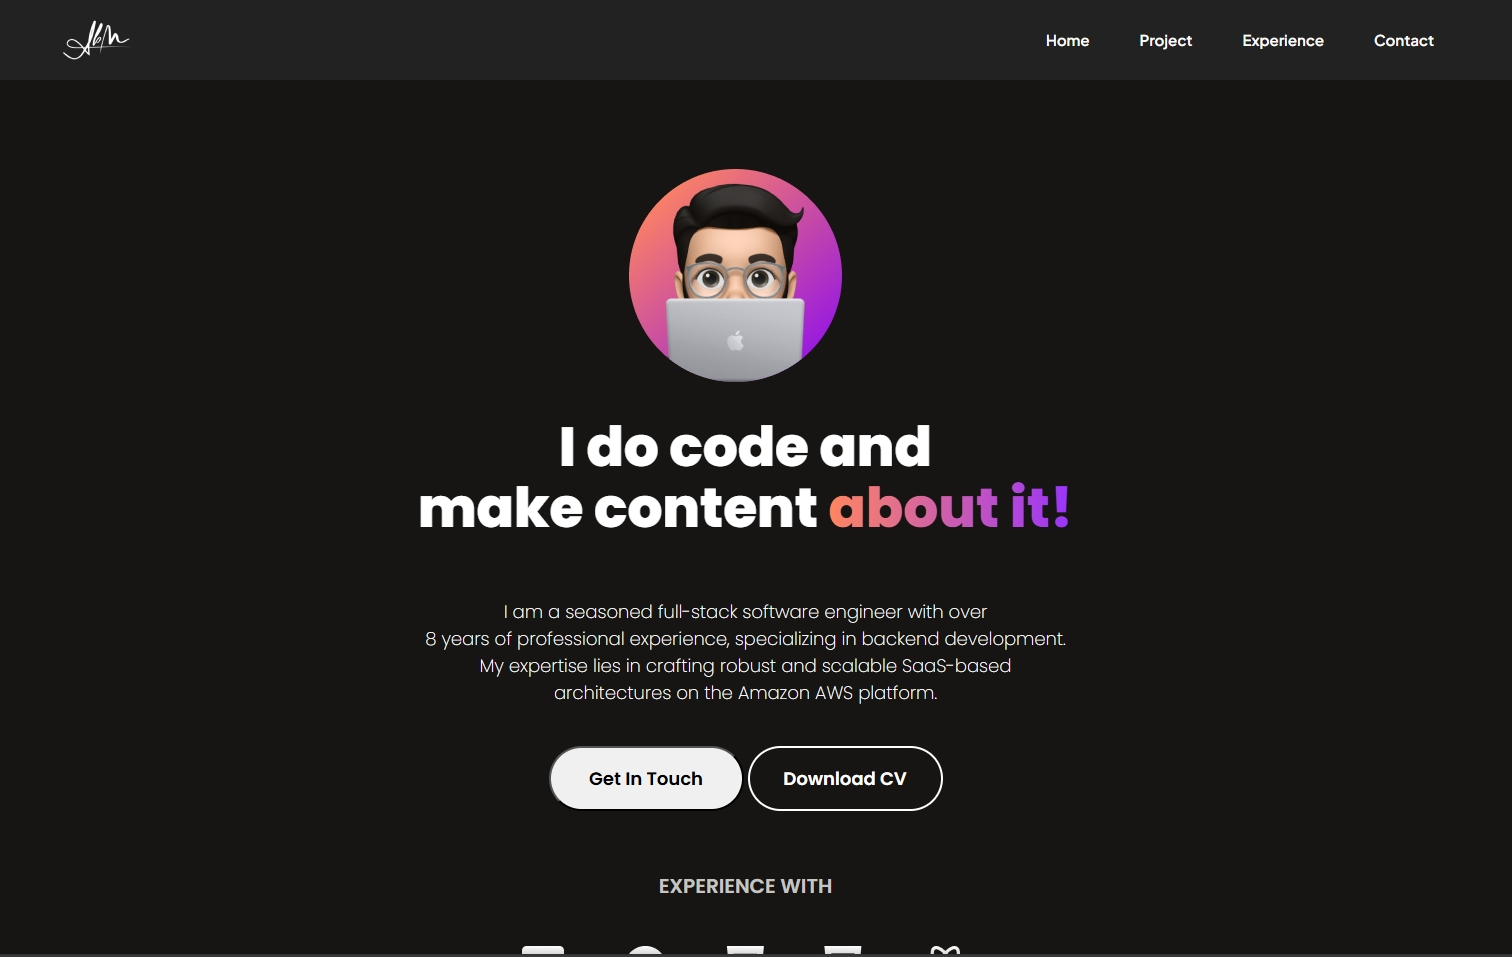 Home Project Experience Contact
I do code and
make content about it!
I am a seasoned full-stack software engineer with over
8 years of professional experience, specializing in backend development.
My expertise lies in crafting robust and scalable SaaS-based
architectures on the Amazon AWS platform.
Get In Touch Download CV
EXPERIENCE WITH